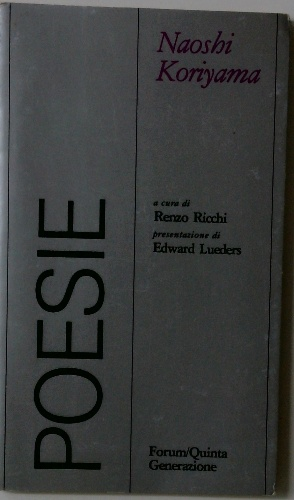 Naoshi
Koriyama
a cura di
Renzo Ricchi
presentazione di
Edward Lueders
POESIE
Forum/Quinta
Generazione